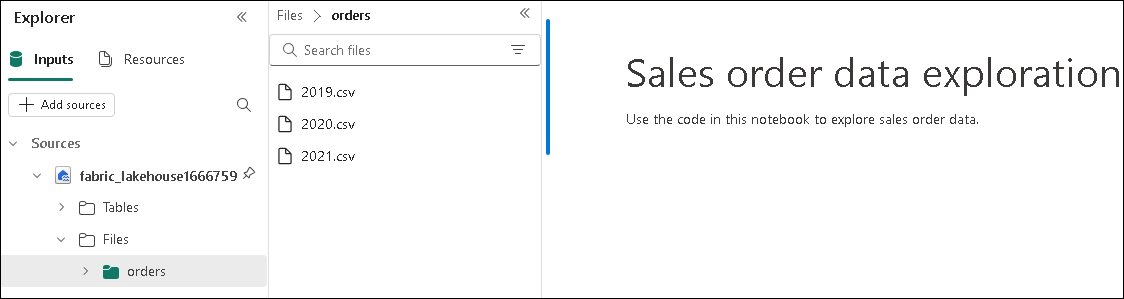 Explorer
Inputs
Resources
Add sources
Sources
fabric_lakehouse1666759
Tables
Files
orders
Files > orders
Search files
2019.csv
2020.csv
2021.csv
Sales order data exploration
Use the code in this notebook to explore sales order data.